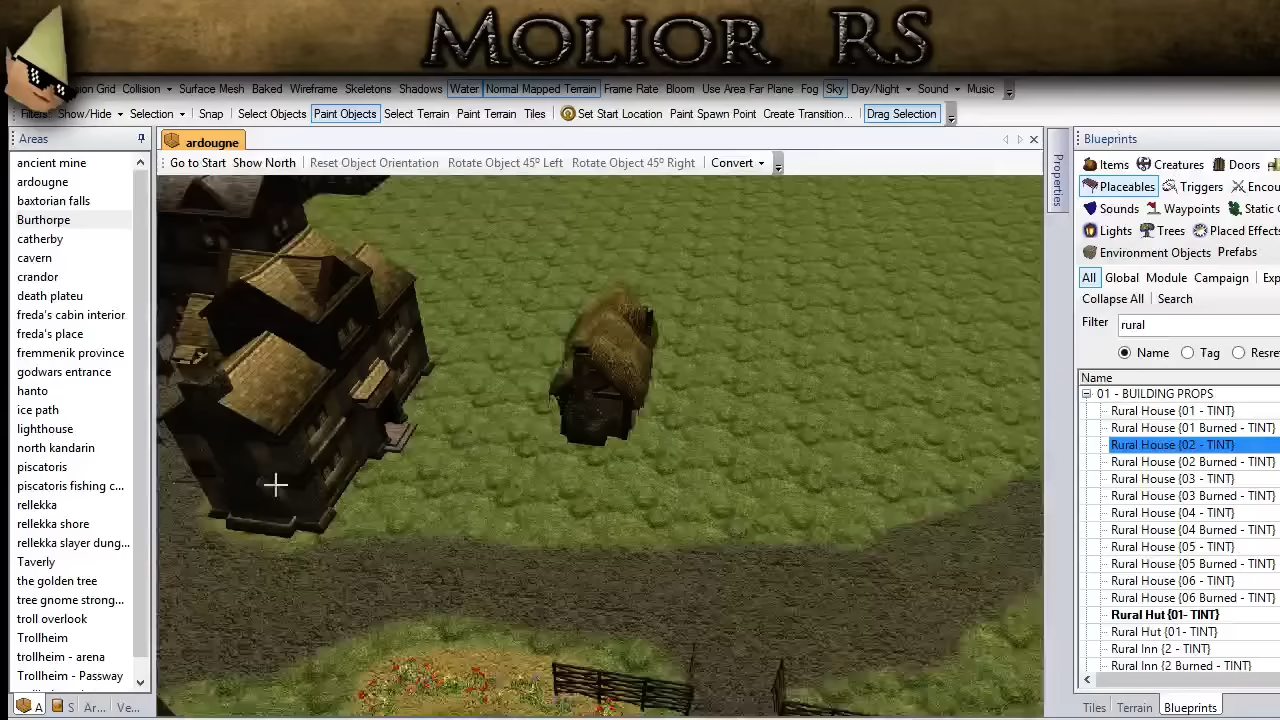 MOLIOR RS
Grid Collision Surface Mesh Baked Wireframe Skeletons Shadows Water Normal Mapped Terrain Frame Rate Bloom Use Area Far Plane Fog Sky Day/Night Sound Music
Filters Show/Hide Selection Snap Select Objects Paint Objects Select Terrain Paint Terrain Tiles Set Start Location Paint Spawn Point Create Transition... Drag Selection
Areas
ardougne
Blueprints
Go to Start Show North Reset Object Orientation Rotate Object 45º Left Rotate Object 45º Right Convert
Properties
ancient mine
ardougne
baxtorian falls
Burthorpe
catherby
cavern
crandor
death plateu
freda's cabin interior
freda's place
fremmenik province
godwars entrance
hanto
ice path
lighthouse
north kandarin
piscatoris
piscatoris fishing c...
rellekka
rellekka shore
rellekka slayer dung...
Taverly
the golden tree
tree gnome strong...
troll overlook
Trollheim
trollheim - arena
Trollheim - Passway
A S Ar... Ve...
Items Creatures Doors
Placeables Triggers Encou
Sounds Waypoints Static
Lights Trees Placed Effects
Environment Objects Prefabs
All Global Module Campaign Exp
Collapse All Search
Filter rural
Name Tag Resre
Name
01 - BUILDING PROPS
Rural House {01 - TINT}
Rural House {01 Burned - TINT}
Rural House {02 - TINT}
Rural House {02 Burned - TINT}
Rural House {03 - TINT}
Rural House {03 Burned - TINT}
Rural House {04 - TINT}
Rural House {04 Burned - TINT}
Rural House {05 - TINT}
Rural House {05 Burned - TINT}
Rural House {06 - TINT}
Rural House {06 Burned - TINT}
Rural Hut {01- TINT}
Rural Hut {01- TINT}
Rural Inn {2 - TINT}
Rural Inn {2 Burned - TINT}
Tiles Terrain Blueprints